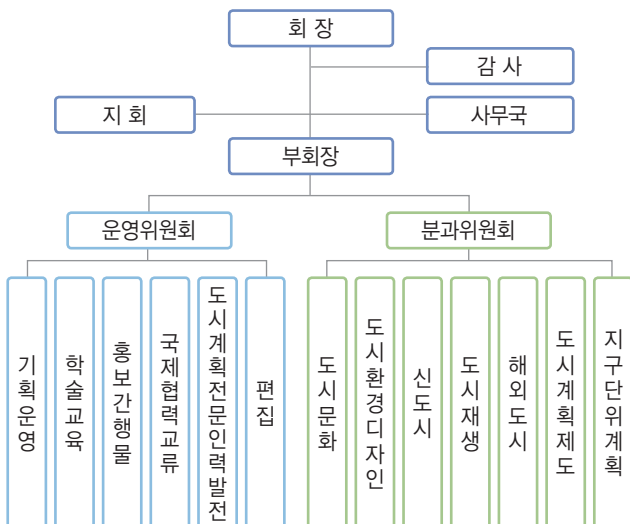 회 장
감 사
지 회
사무국
부회장
운영위원회
분과위원회
기획운영
학술교육
홍보간행물
국제협력교류
도시계획전문인력발전
편집
도시문화
도시환경디자인
신도시
도시재생
해외도시
도시계획제도
지구단위계획